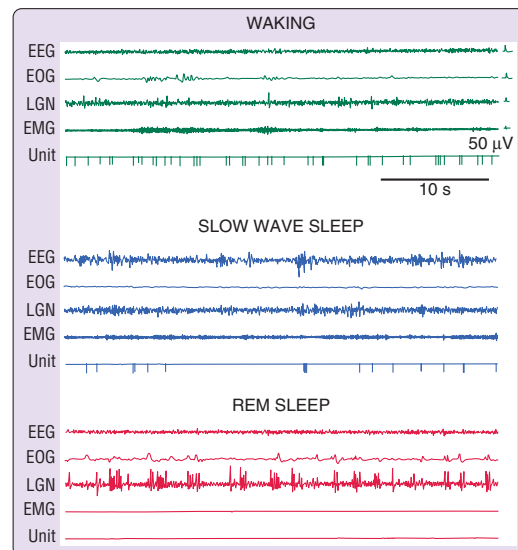 WAKING
EEG
EOG
LGN
EMG
50 µV
Unit
10 s
SLOW WAVE SLEEP
EEG
EOG
LGN
EMG
Unit
REM SLEEP
EEG
EOG
LGN
EMG
Unit